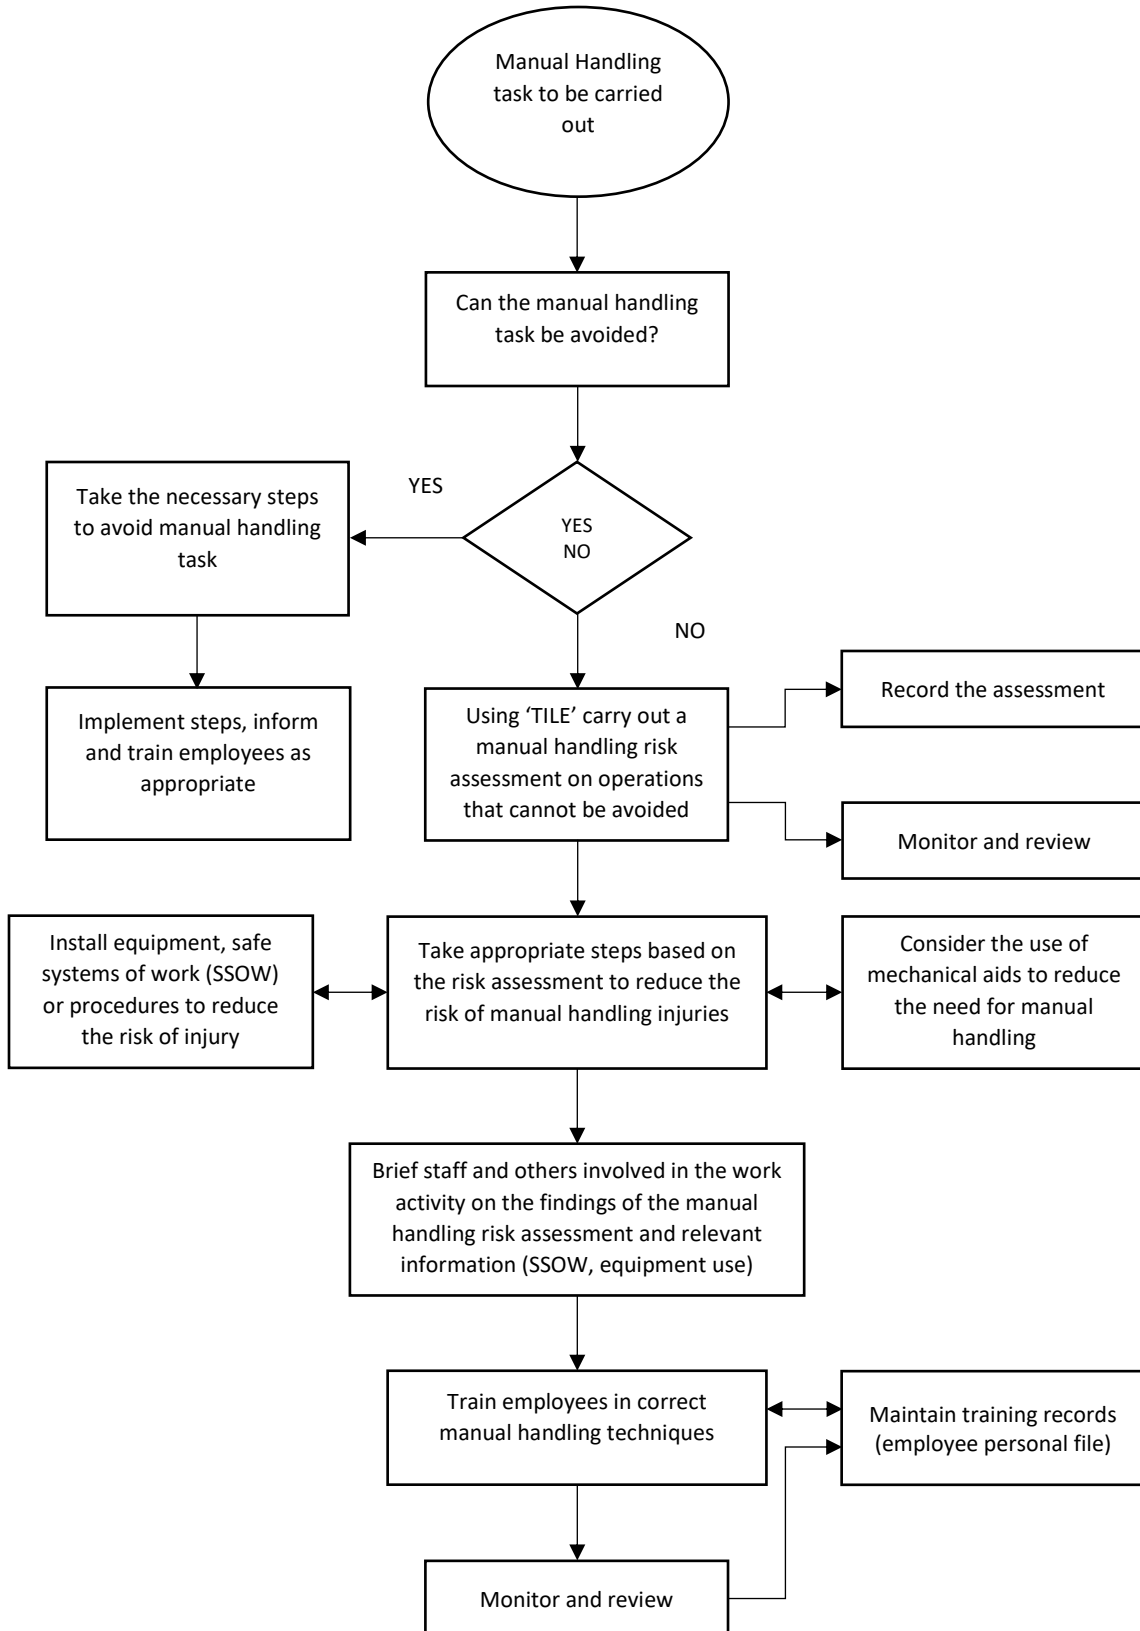 Manual Handling
task to be carried
out
Can the manual handling
task be avoided?
YES
NO
YES
Take the necessary steps
to avoid manual handling
task
Implement steps, inform
and train employees as
appropriate
NO
Using ‘TILE’ carry out a
manual handling risk
assessment on operations
that cannot be avoided
Record the assessment
Monitor and review
Install equipment, safe
systems of work (SSOW)
or procedures to reduce
the risk of injury
Take appropriate steps based on
the risk assessment to reduce the
risk of manual handling injuries
Consider the use of
mechanical aids to reduce
the need for manual
handling
Brief staff and others involved in the work
activity on the findings of the manual
handling risk assessment and relevant
information (SSOW, equipment use)
Train employees in correct
manual handling techniques
Maintain training records
(employee personal file)
Monitor and review